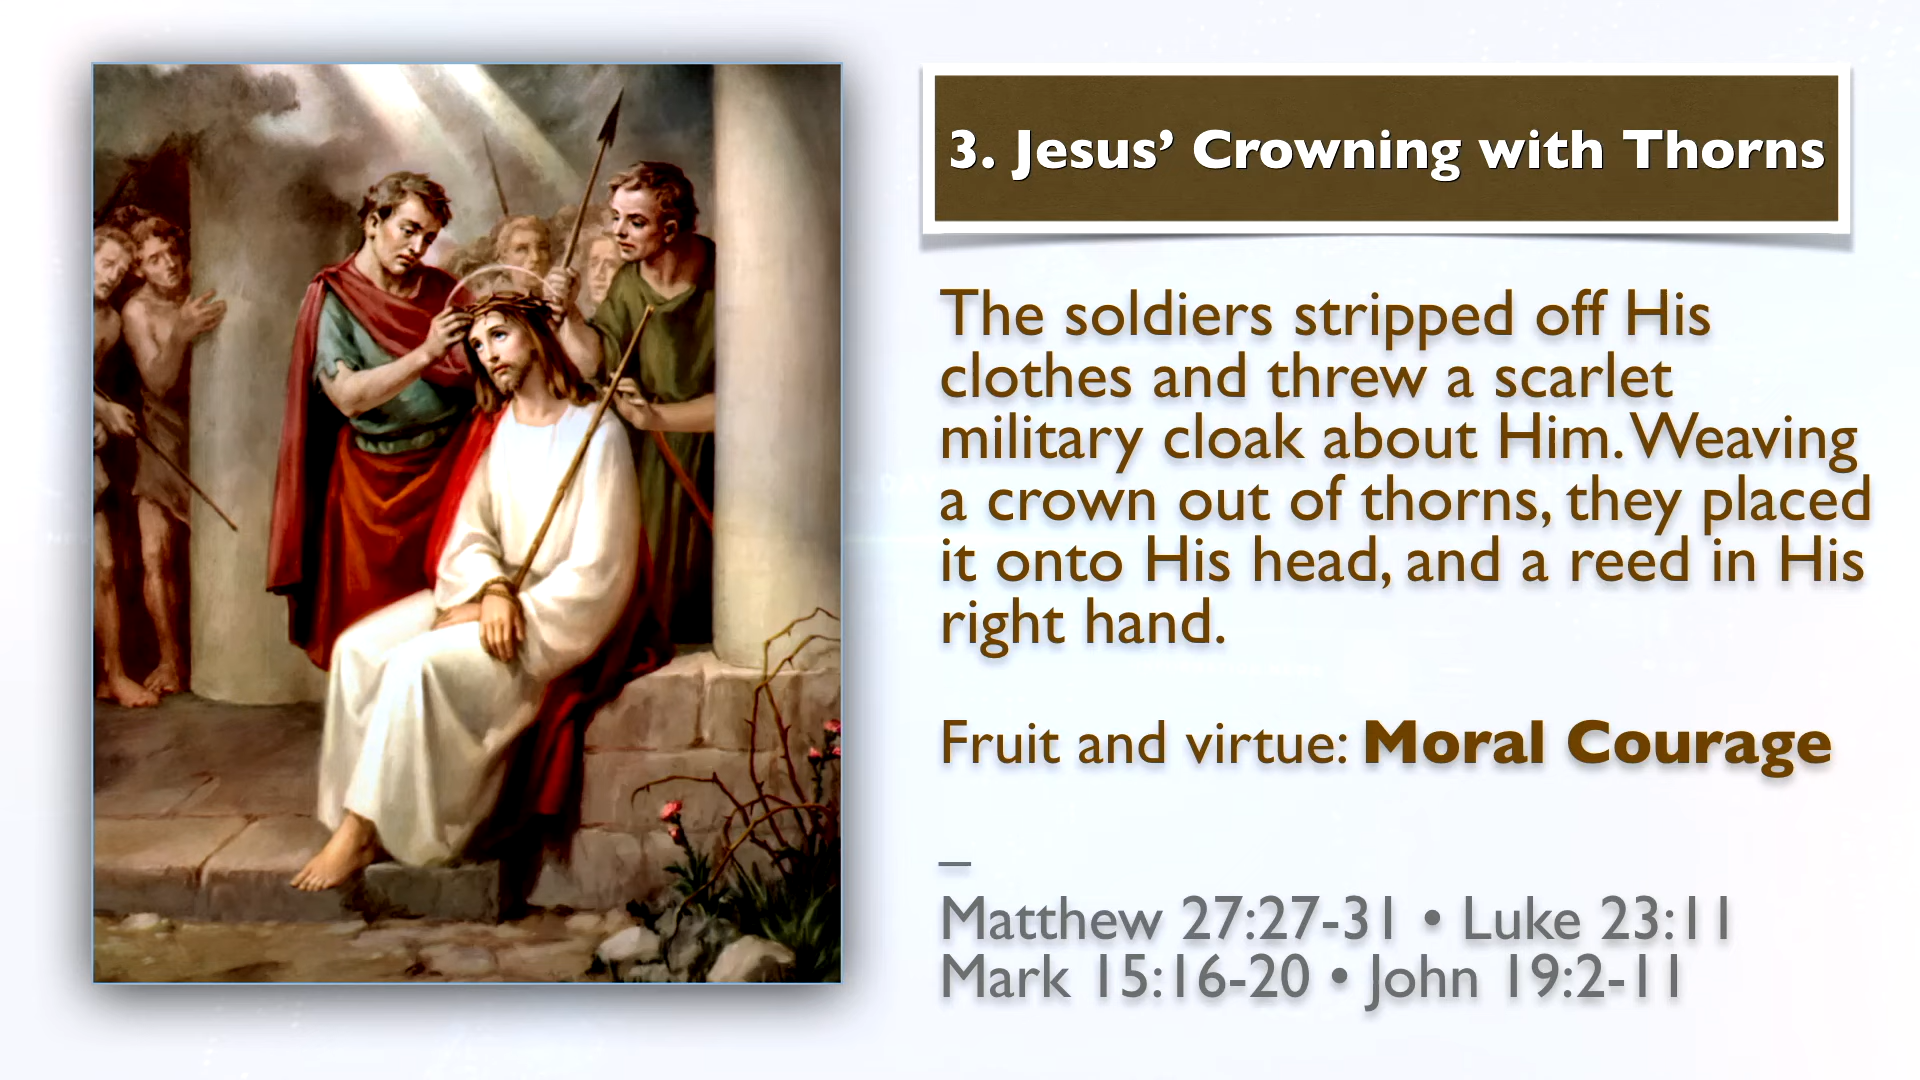 3. Jesus’ Crowning with Thorns
The soldiers stripped off His
clothes and threw a scarlet
military cloak about Him. Weaving
a crown out of thorns, they placed
it onto His head, and a reed in His
right hand.
Fruit and virtue: Moral Courage
–
Matthew 27:27-31 • Luke 23:11
Mark 15:16-20 • John 19:2-11